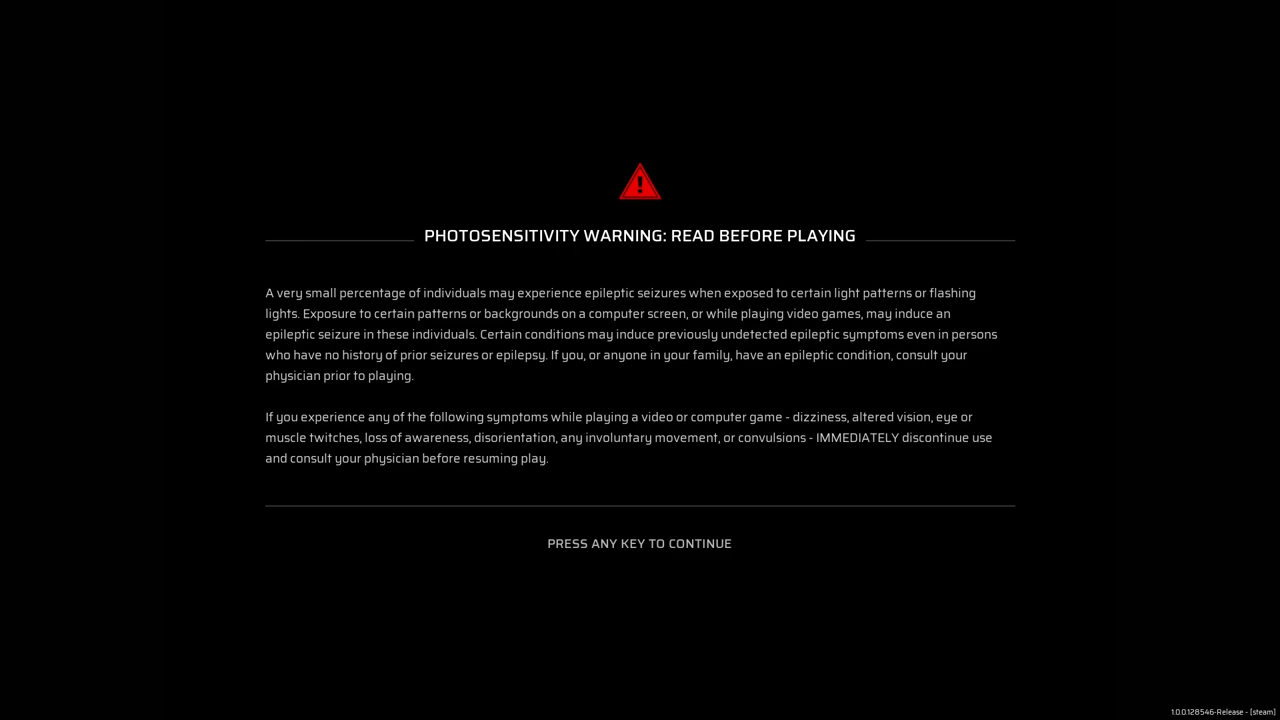 PHOTOSENSITIVITY WARNING: READ BEFORE PLAYING
A very small percentage of individuals may experience epileptic seizures when exposed to certain light patterns or flashing
lights. Exposure to certain patterns or backgrounds on a computer screen, or while playing video games, may induce an
epileptic seizure in these individuals. Certain conditions may induce previously undetected epileptic symptoms even in persons
who have no history of prior seizures or epilepsy. If you, or anyone in your family, have an epileptic condition, consult your
physician prior to playing.
If you experience any of the following symptoms while playing a video or computer game - dizziness, altered vision, eye or
muscle twitches, loss of awareness, disorientation, any involuntary movement, or convulsions - IMMEDIATELY discontinue use
and consult your physician before resuming play.
PRESS ANY KEY TO CONTINUE
1.0.0.128546-Release - [steam]